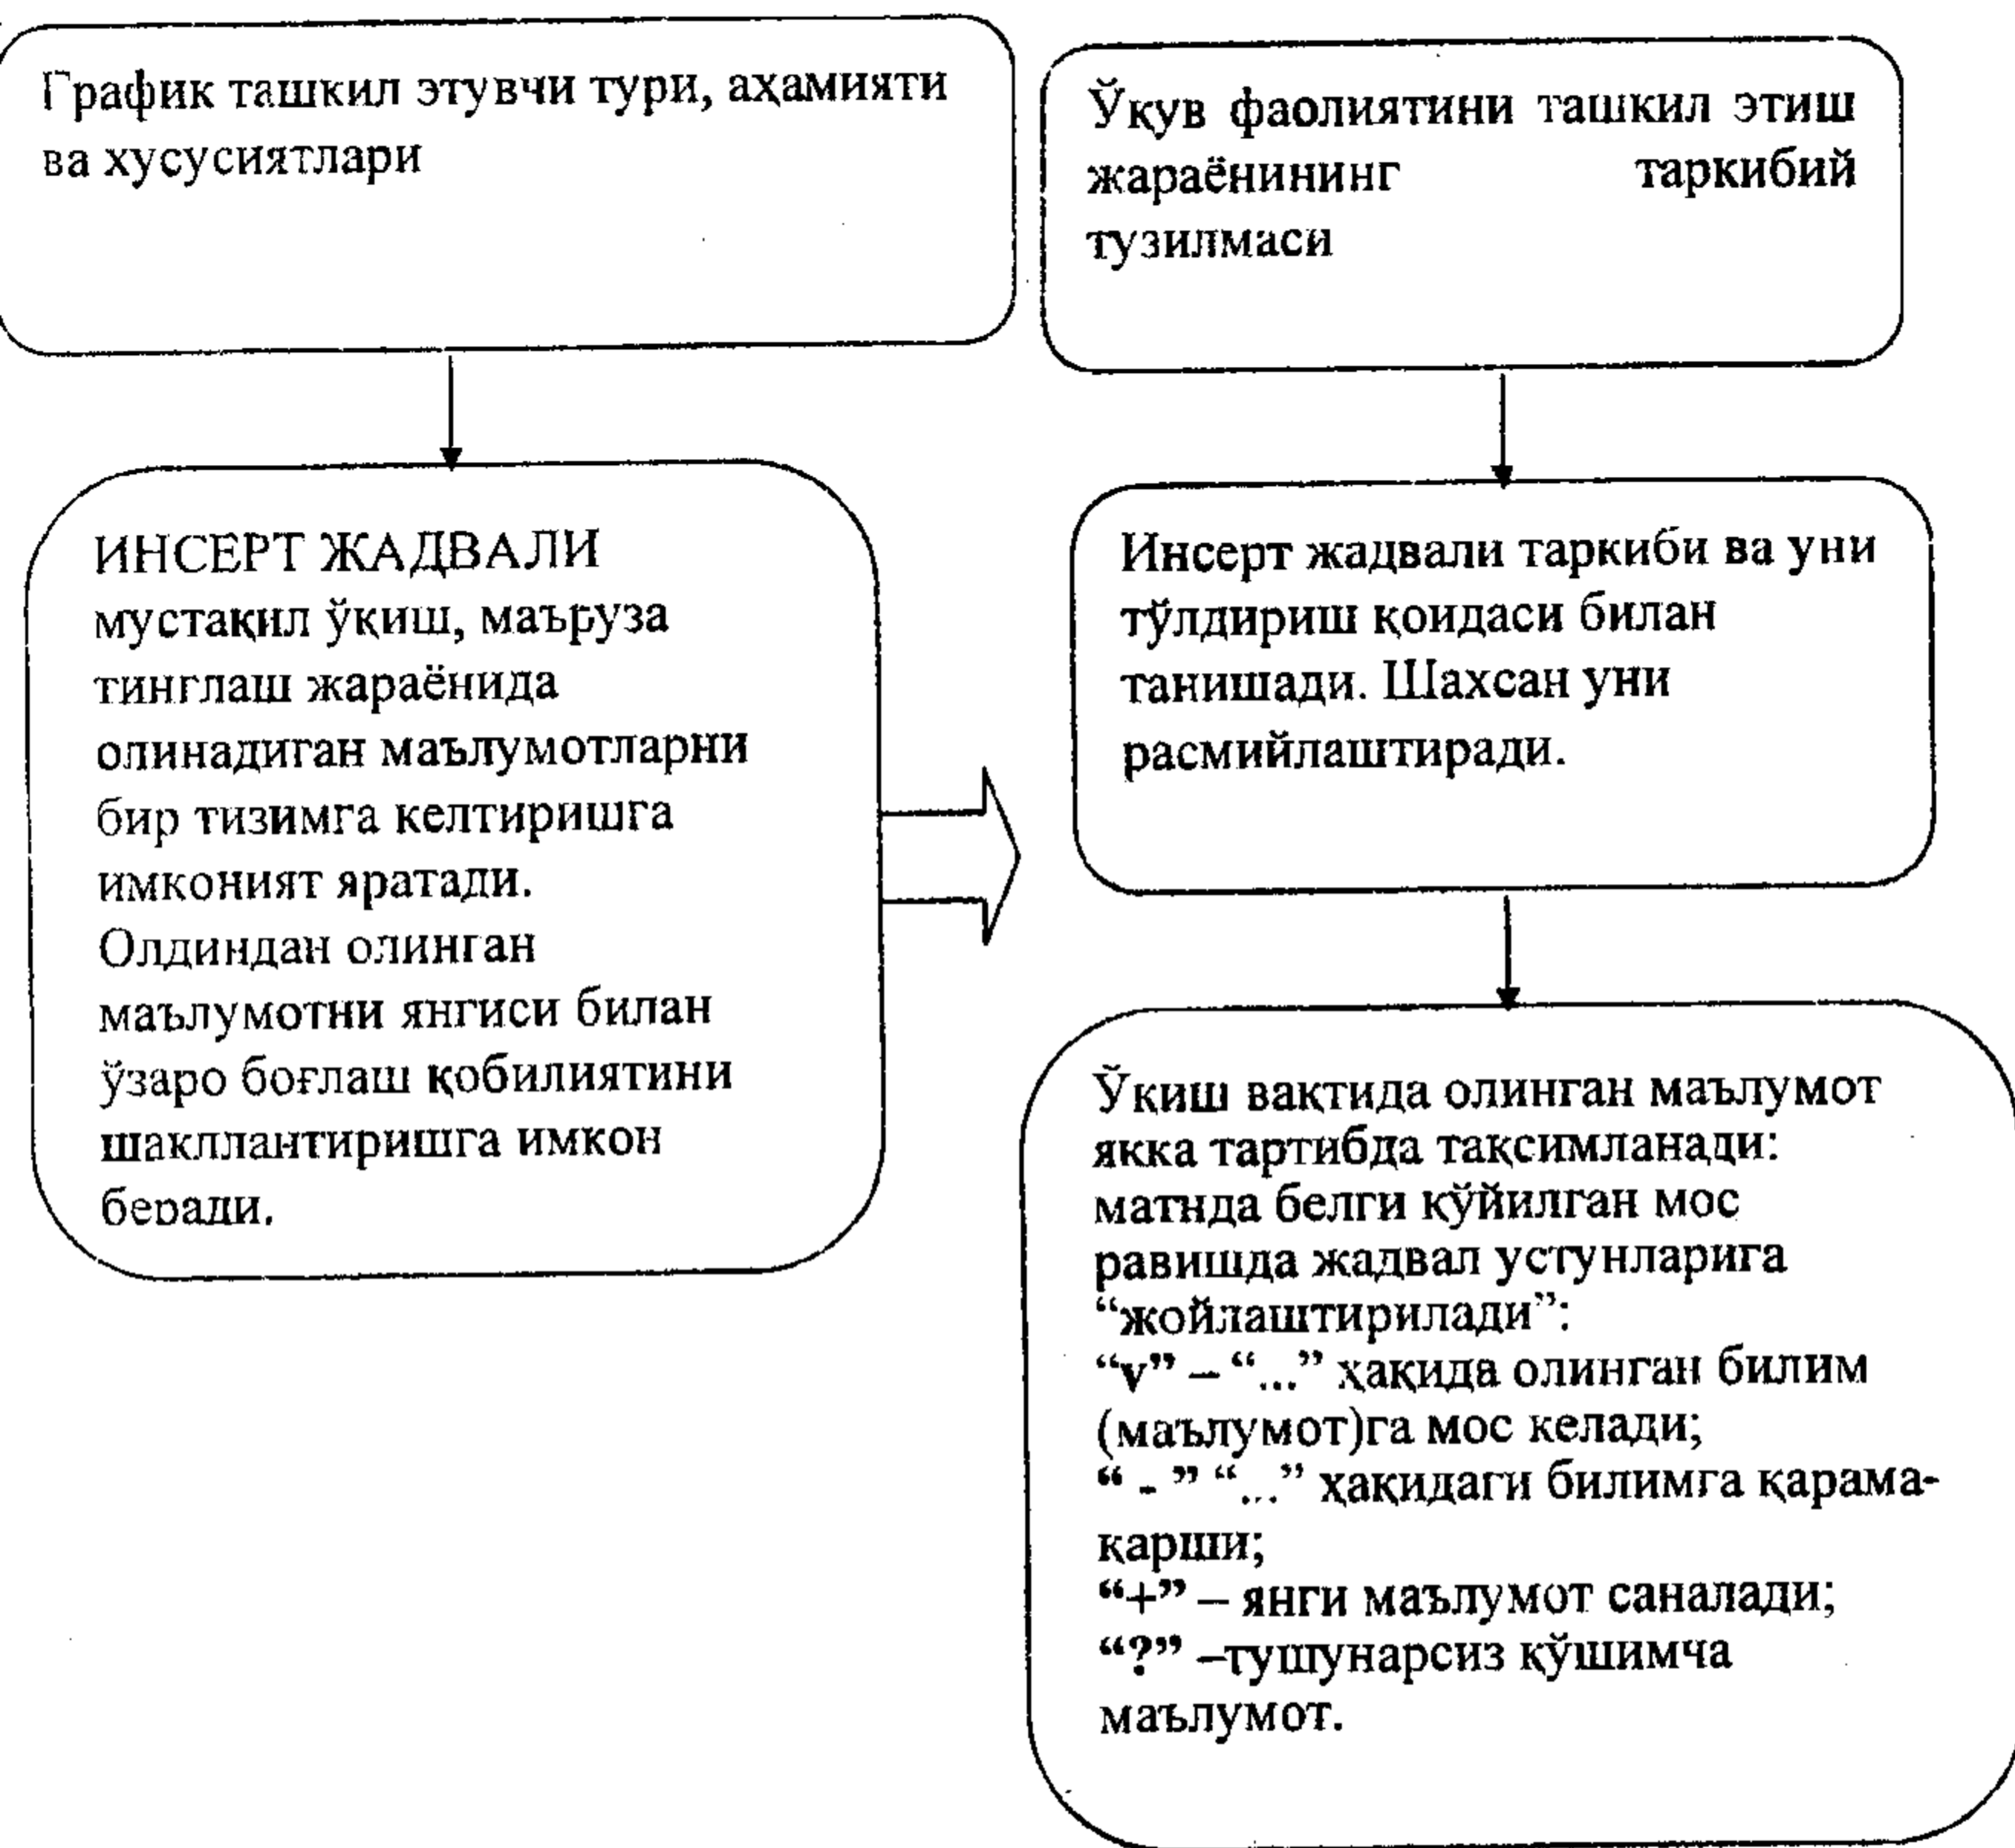 График ташкил этувчи тури, аҳамияти
ва хусусиятлари
Ўқув фаолиятини ташкил этиш
жараёнининг таркибий
тузилмаси
ИНСЕРТ ЖАДВАЛИ
мустақил ўқиш, маъруза
тинглаш жараёнида
олинадиган маълумотларни
бир тизимга келтиришга
имконият яратади.
Олдиндан олинган
маълумотни янгиси билан
ўзаро боғлаш қобилиятини
шакллантиришга имкон
беради.
Инсерт жадвали таркиби ва уни
тўлдириш қоидаси билан
танишади. Шахсан уни
расмийлаштиради.
Ўқиш вақтида олинган маълумот
якка тартибда тақсимланади:
матнда белги қўйилган мос
равишда жадвал устунларига
“жойлаштирилади”:
“v” – “...” ҳақида олинган билим
(маълумот)га мос келади;
“ - ” “...” ҳақидаги билимга қарама-
қарши;
“+” – янги маълумот саналади;
“?” –тушунарсиз қўшимча
маълумот.